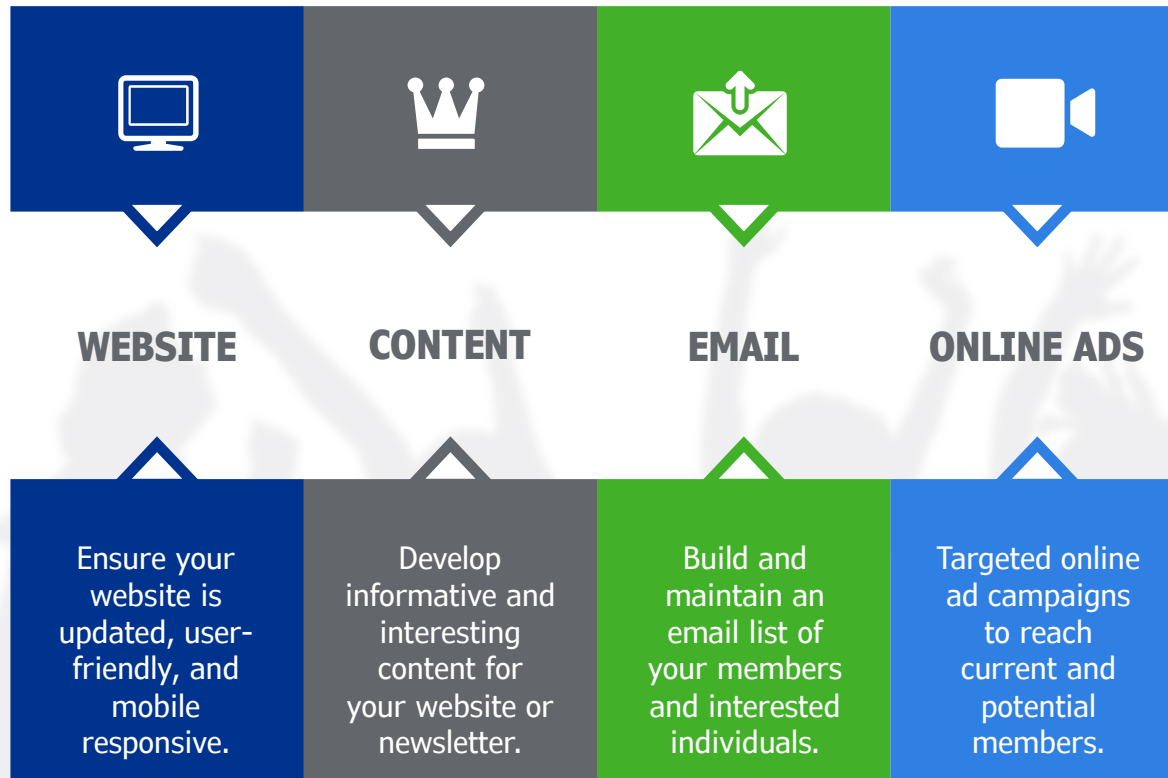 WEBSITE
CONTENT
EMAIL
ONLINE ADS
Ensure your
website is
updated, user-
friendly, and
mobile
responsive.
Develop
informative and
interesting
content for
your website or
newsletter.
Build and
maintain an
email list of
your members
and interested
individuals.
Targeted online
ad campaigns
to reach
current and
potential
members.